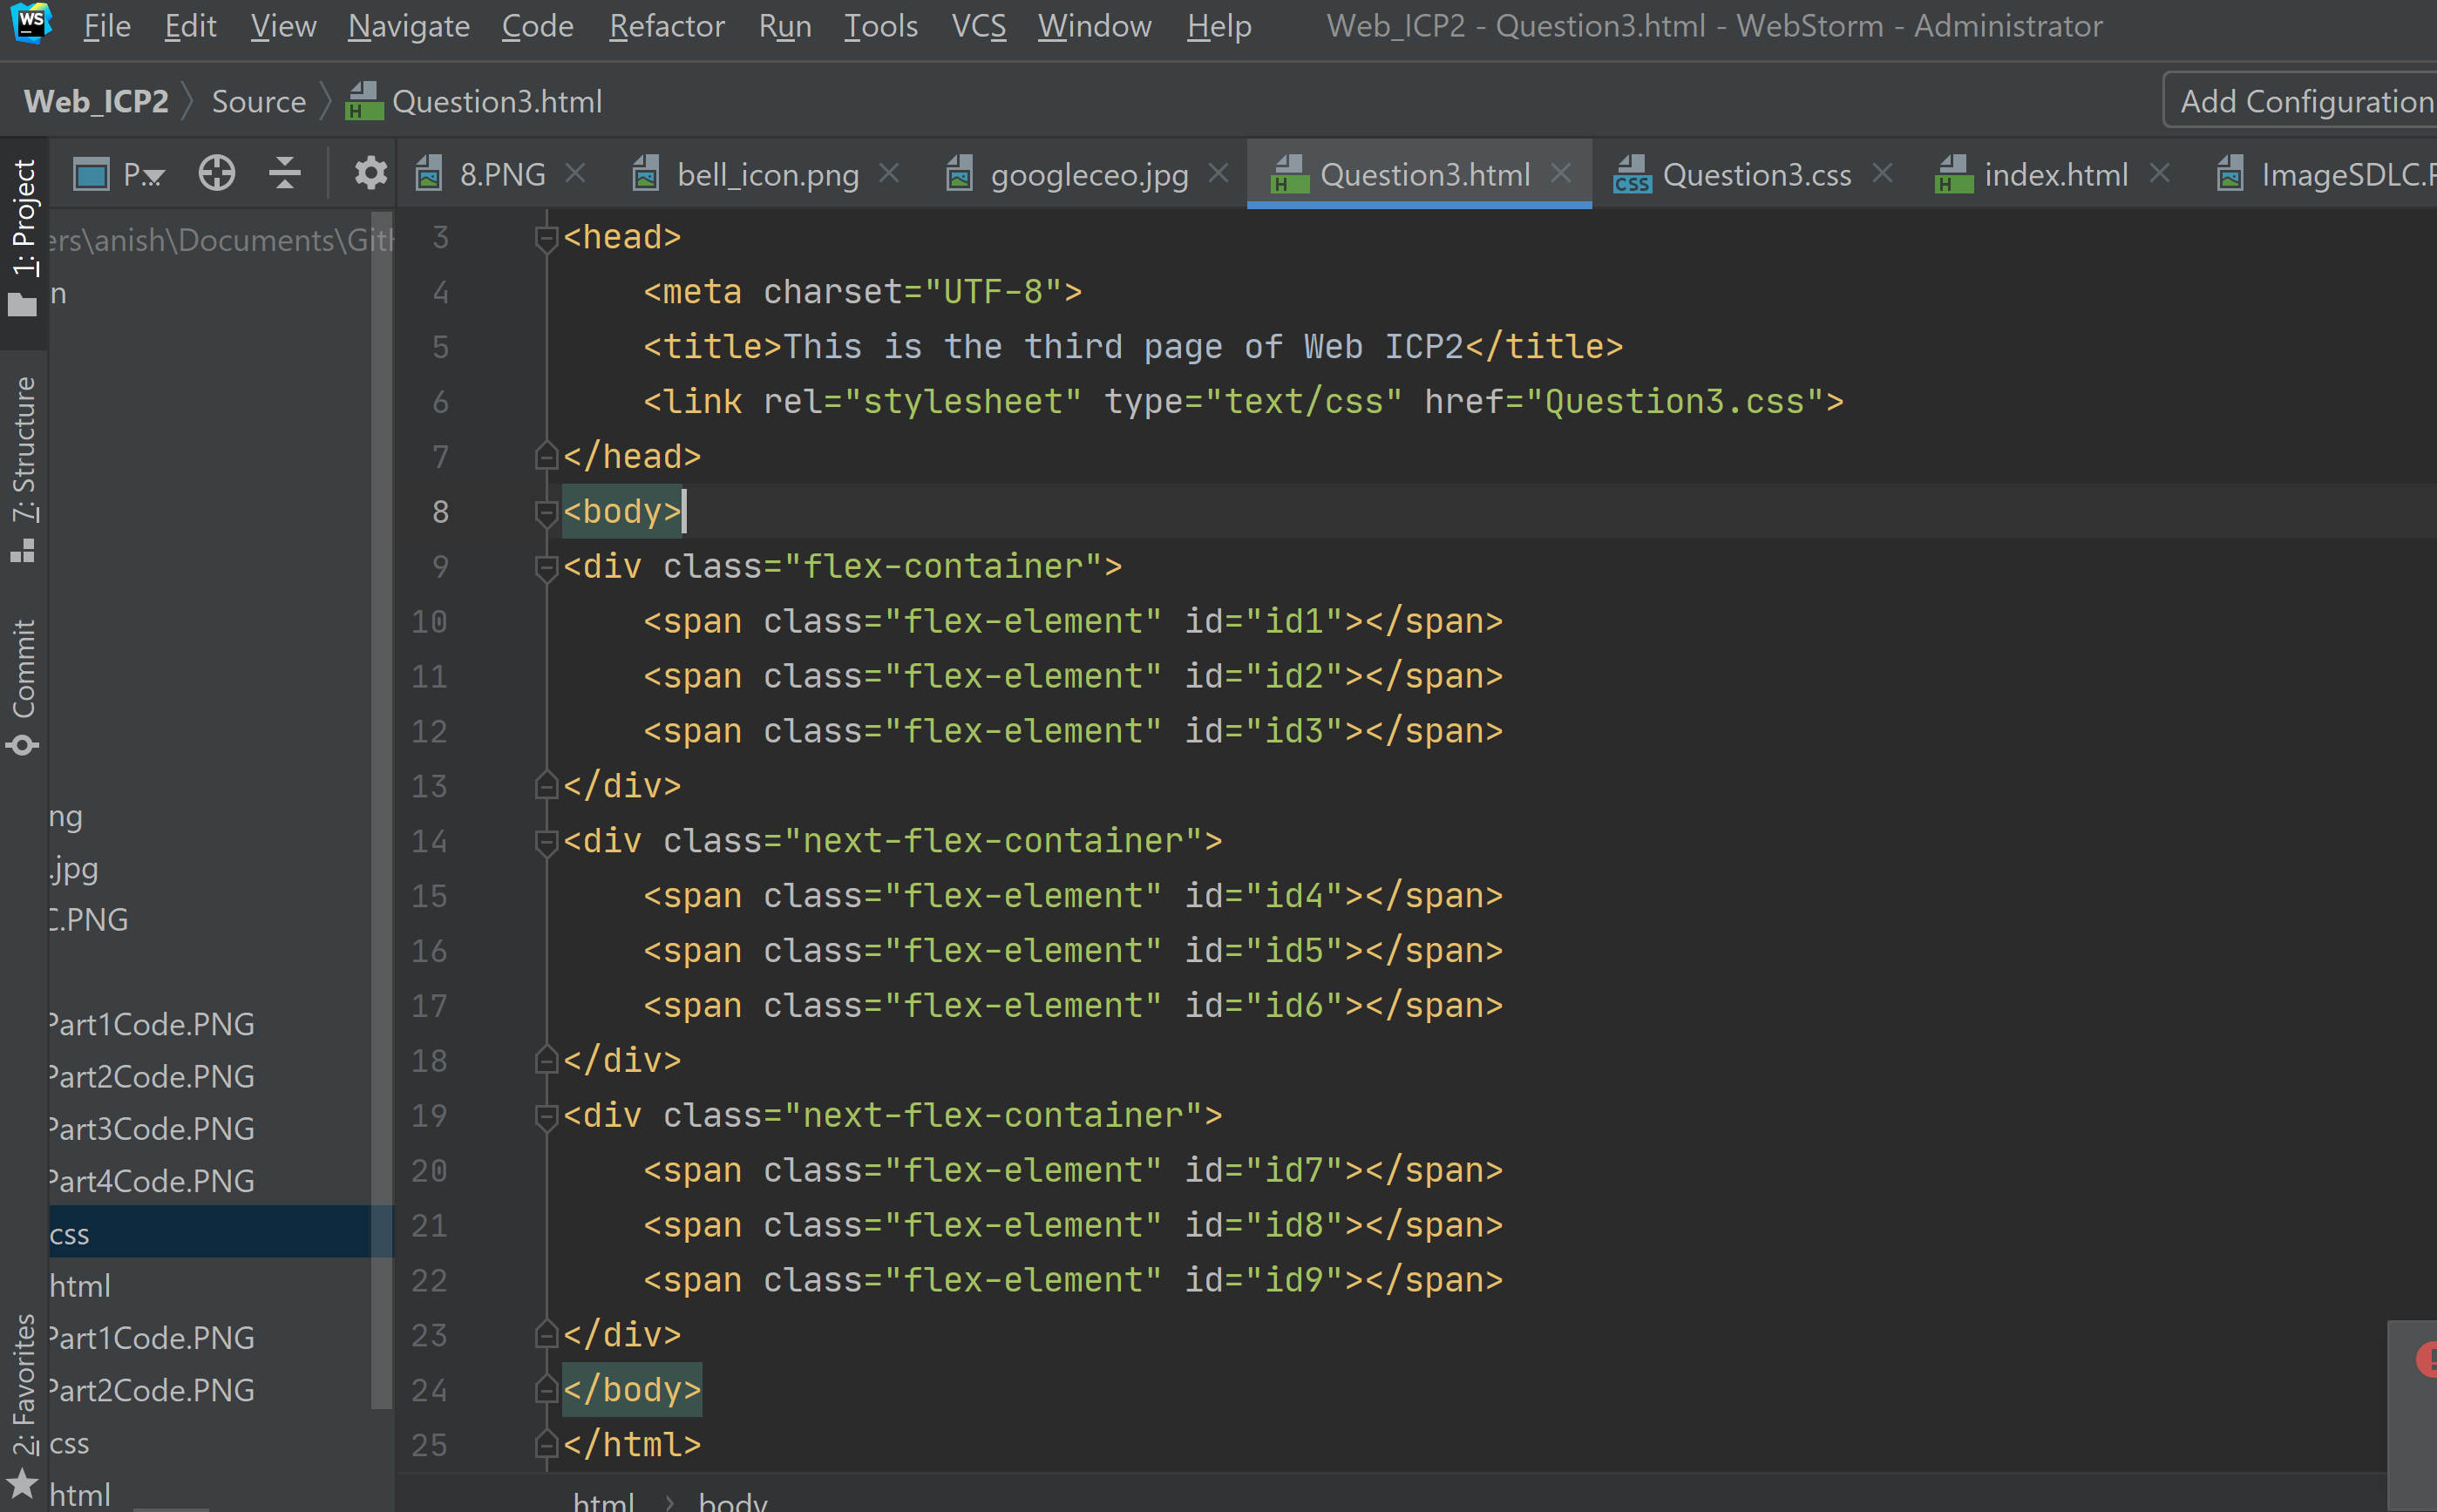 WS
File Edit View Navigate Code Refactor Run Tools VCS Window Help Web_ICP2 - Question3.html - WebStorm - Administrator
Web_ICP2 Source Question3.html Add Configuration
P... 8.PNG bell_icon.png googleceo.jpg Question3.html Question3.css index.html ImageSDLC.P
1: Project
7: Structure
Commit
2: Favorites
ers\anish\Documents\Gith
n
ng
.jpg
C.PNG
Part1Code.PNG
Part2Code.PNG
Part3Code.PNG
Part4Code.PNG
css
html
Part1Code.PNG
Part2Code.PNG
css
html
3 <head>
4 <meta charset="UTF-8">
5 <title>This is the third page of Web ICP2</title>
6 <link rel="stylesheet" type="text/css" href="Question3.css">
7 </head>
8 <body>
9 <div class="flex-container">
10 <span class="flex-element" id="id1"></span>
11 <span class="flex-element" id="id2"></span>
12 <span class="flex-element" id="id3"></span>
13 </div>
14 <div class="next-flex-container">
15 <span class="flex-element" id="id4"></span>
16 <span class="flex-element" id="id5"></span>
17 <span class="flex-element" id="id6"></span>
18 </div>
19 <div class="next-flex-container">
20 <span class="flex-element" id="id7"></span>
21 <span class="flex-element" id="id8"></span>
22 <span class="flex-element" id="id9"></span>
23 </div>
24 </body>
25 </html>
html › body